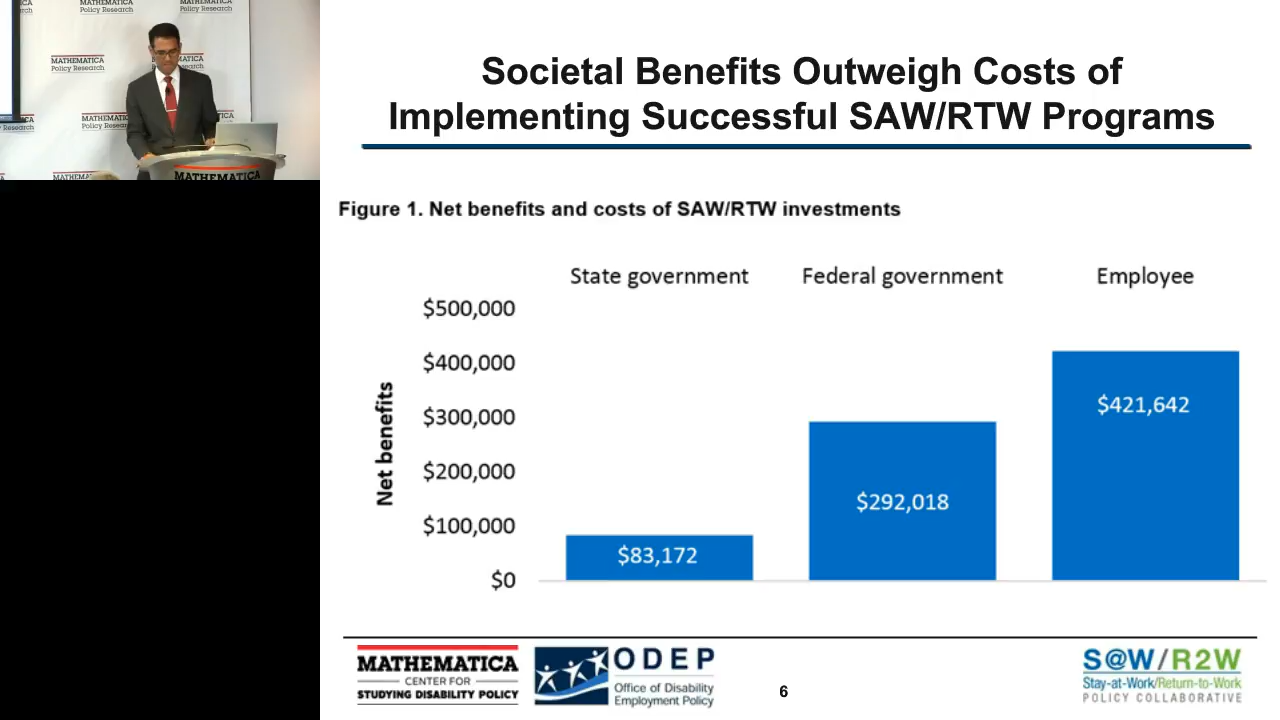 MATHEMATICA
Policy Research
MATHEMATICA
Societal Benefits Outweigh Costs of
Implementing Successful SAW/RTW Programs
Figure 1. Net benefits and costs of SAW/RTW investments
State government
Federal government
Employee
Net benefits
$500,000
$400,000
$300,000
$200,000
$100,000
$0
$83,172
$292,018
$421,642
MATHEMATICA
CENTER FOR
STUDYING DISABILITY POLICY
ODEP
Office of Disability
Employment Policy
6
S@W/R2W
Stay-at-Work/Return-to-Work
POLICY COLLABORATIVE